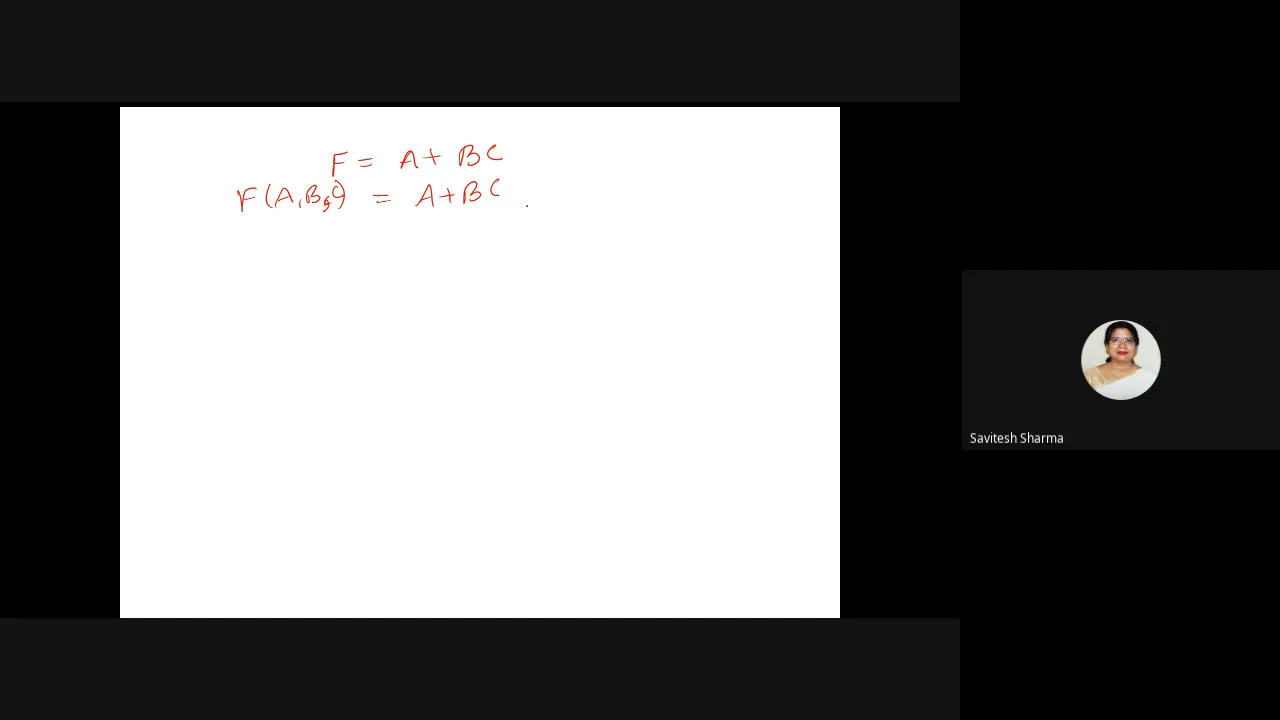 F = A + BC
F(A,B,C) = A+BC
Savitesh Sharma